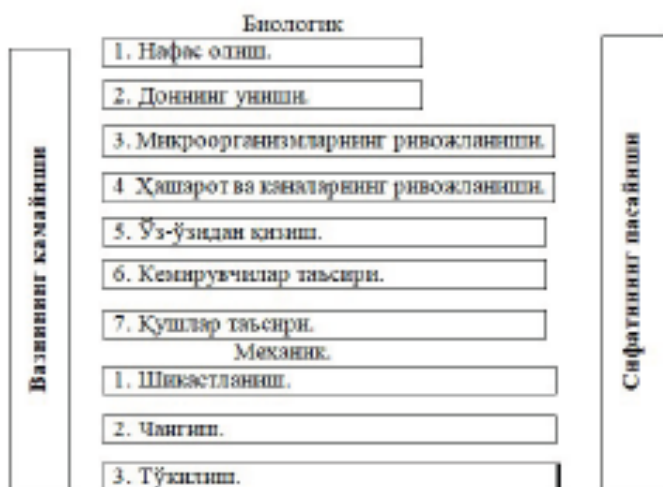 Биологик
1. Нафас олиш.
2. Доннинг униши.
3. Микроорганизмларнинг ривожланиши.
4 Ҳашарот ва каналарнинг ривожланиши.
5. Ўз-ўзидан қизиш.
6. Кемирувчилар таъсири.
7. Қушлар таъсири.
Механик.
1. Шикастланиш.
2. Чангиш.
3. Тўкилиш.
Вазнининг камайиши
Сифатининг пасайиши